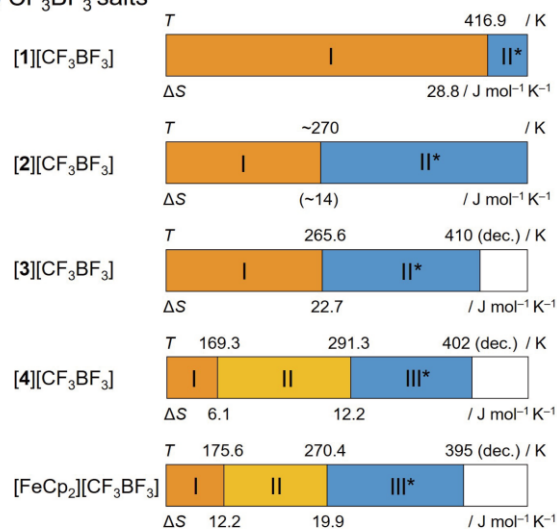 CF₃BF₃ salts
T 416.9 / K
[1][CF₃BF₃] I II*
ΔS 28.8 / J mol⁻¹ K⁻¹
T ~270 / K
[2][CF₃BF₃] I II*
ΔS (~14) / J mol⁻¹ K⁻¹
T 265.6 410 (dec.) / K
[3][CF₃BF₃] I II*
ΔS 22.7 / J mol⁻¹ K⁻¹
T 169.3 291.3 402 (dec.) / K
[4][CF₃BF₃] I II III*
ΔS 6.1 12.2 / J mol⁻¹ K⁻¹
T 175.6 270.4 395 (dec.) / K
[FeCp₂][CF₃BF₃] I II III*
ΔS 12.2 19.9 / J mol⁻¹ K⁻¹